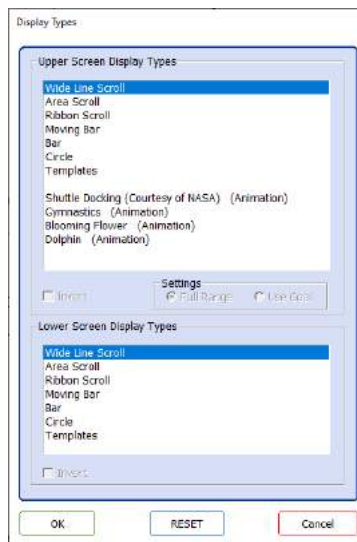 Display Types
Upper Screen Display Types
Wide Line Scroll
Area Scroll
Ribbon Scroll
Moving Bar
Bar
Circle
Templates
Shuttle Docking (Courtesy of NASA) (Animation)
Gymnastics (Animation)
Blooming Flower (Animation)
Dolphin (Animation)
Settings
Invert Full Range Use Goal
Lower Screen Display Types
Wide Line Scroll
Area Scroll
Ribbon Scroll
Moving Bar
Bar
Circle
Templates
Invert
OK RESET Cancel